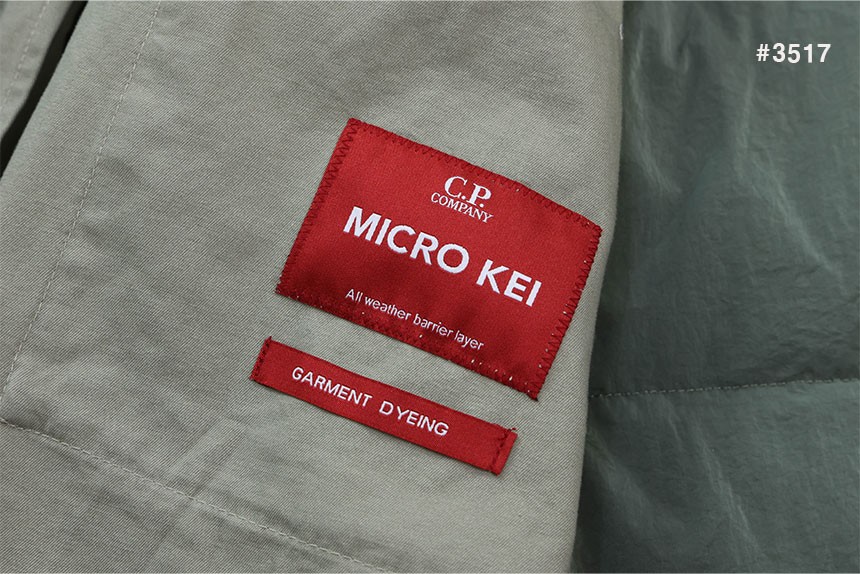 #3517
C.P.
COMPANY
MICRO KEI
All weather barrier layer
GARMENT DYEING